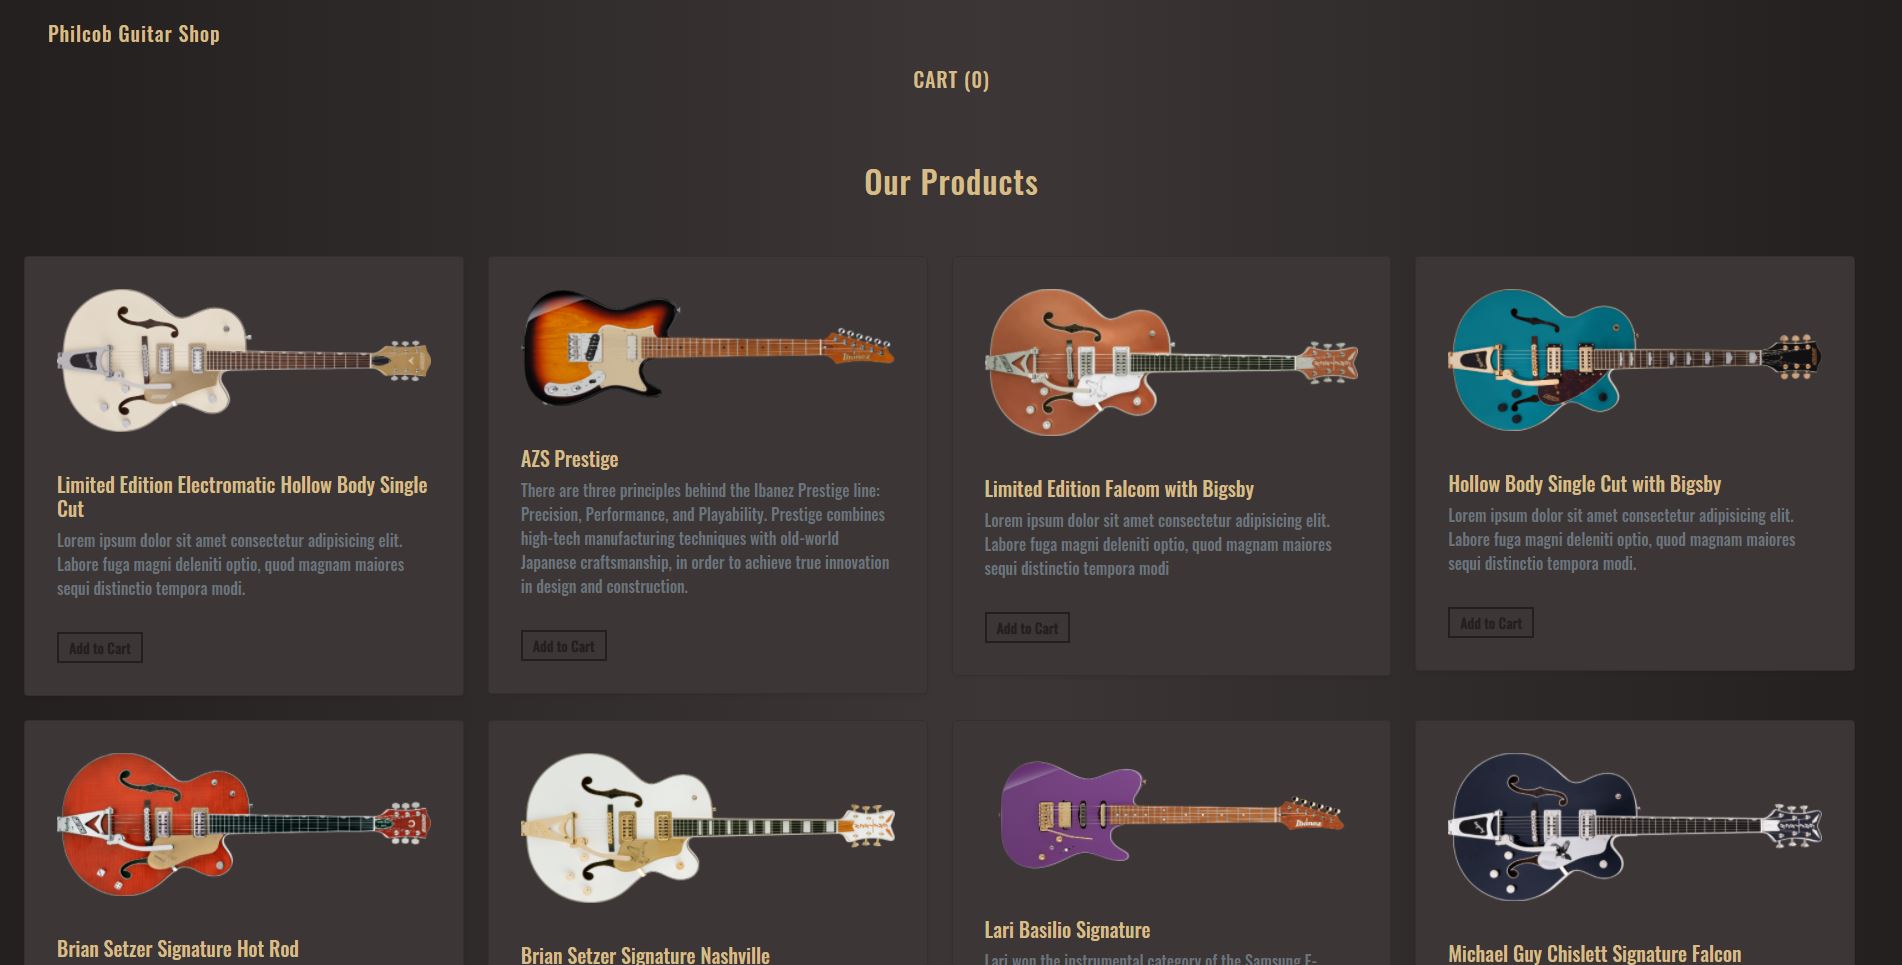 Philcob Guitar Shop
CART (0)
Our Products
Limited Edition Electromatic Hollow Body Single
Cut
Lorem ipsum dolor sit amet consectetur adipisicing elit.
Labore fuga magni deleniti optio, quod magnam maiores
sequi distinctio tempora modi.
Add to Cart
AZS Prestige
There are three principles behind the Ibanez Prestige line:
Precision, Performance, and Playability. Prestige combines
high-tech manufacturing techniques with old-world
Japanese craftsmanship, in order to achieve true innovation
in design and construction.
Add to Cart
Limited Edition Falcom with Bigsby
Lorem ipsum dolor sit amet consectetur adipisicing elit.
Labore fuga magni deleniti optio, quod magnam maiores
sequi distinctio tempora modi
Add to Cart
Hollow Body Single Cut with Bigsby
Lorem ipsum dolor sit amet consectetur adipisicing elit.
Labore fuga magni deleniti optio, quod magnam maiores
sequi distinctio tempora modi.
Add to Cart
Brian Setzer Signature Hot Rod
Brian Setzer Signature Nashville
Ibanez
Lari Basilio Signature
Lari won the instrumental category of the Samsung E-
Michael Guy Chislett Signature Falcon